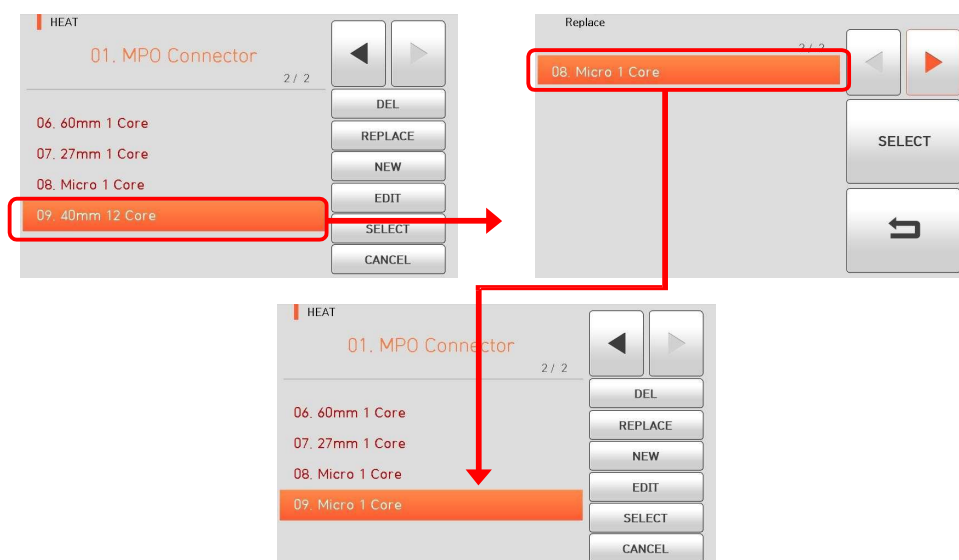 HEAT
01. MPO Connector
2 / 2
06. 60mm 1 Core
07. 27mm 1 Core
08. Micro 1 Core
09. 40mm 12 Core
DEL
REPLACE
NEW
EDIT
SELECT
CANCEL
Replace
2 / 2
08. Micro 1 Core
SELECT
HEAT
01. MPO Connector
2 / 2
06. 60mm 1 Core
07. 27mm 1 Core
08. Micro 1 Core
09. Micro 1 Core
DEL
REPLACE
NEW
EDIT
SELECT
CANCEL